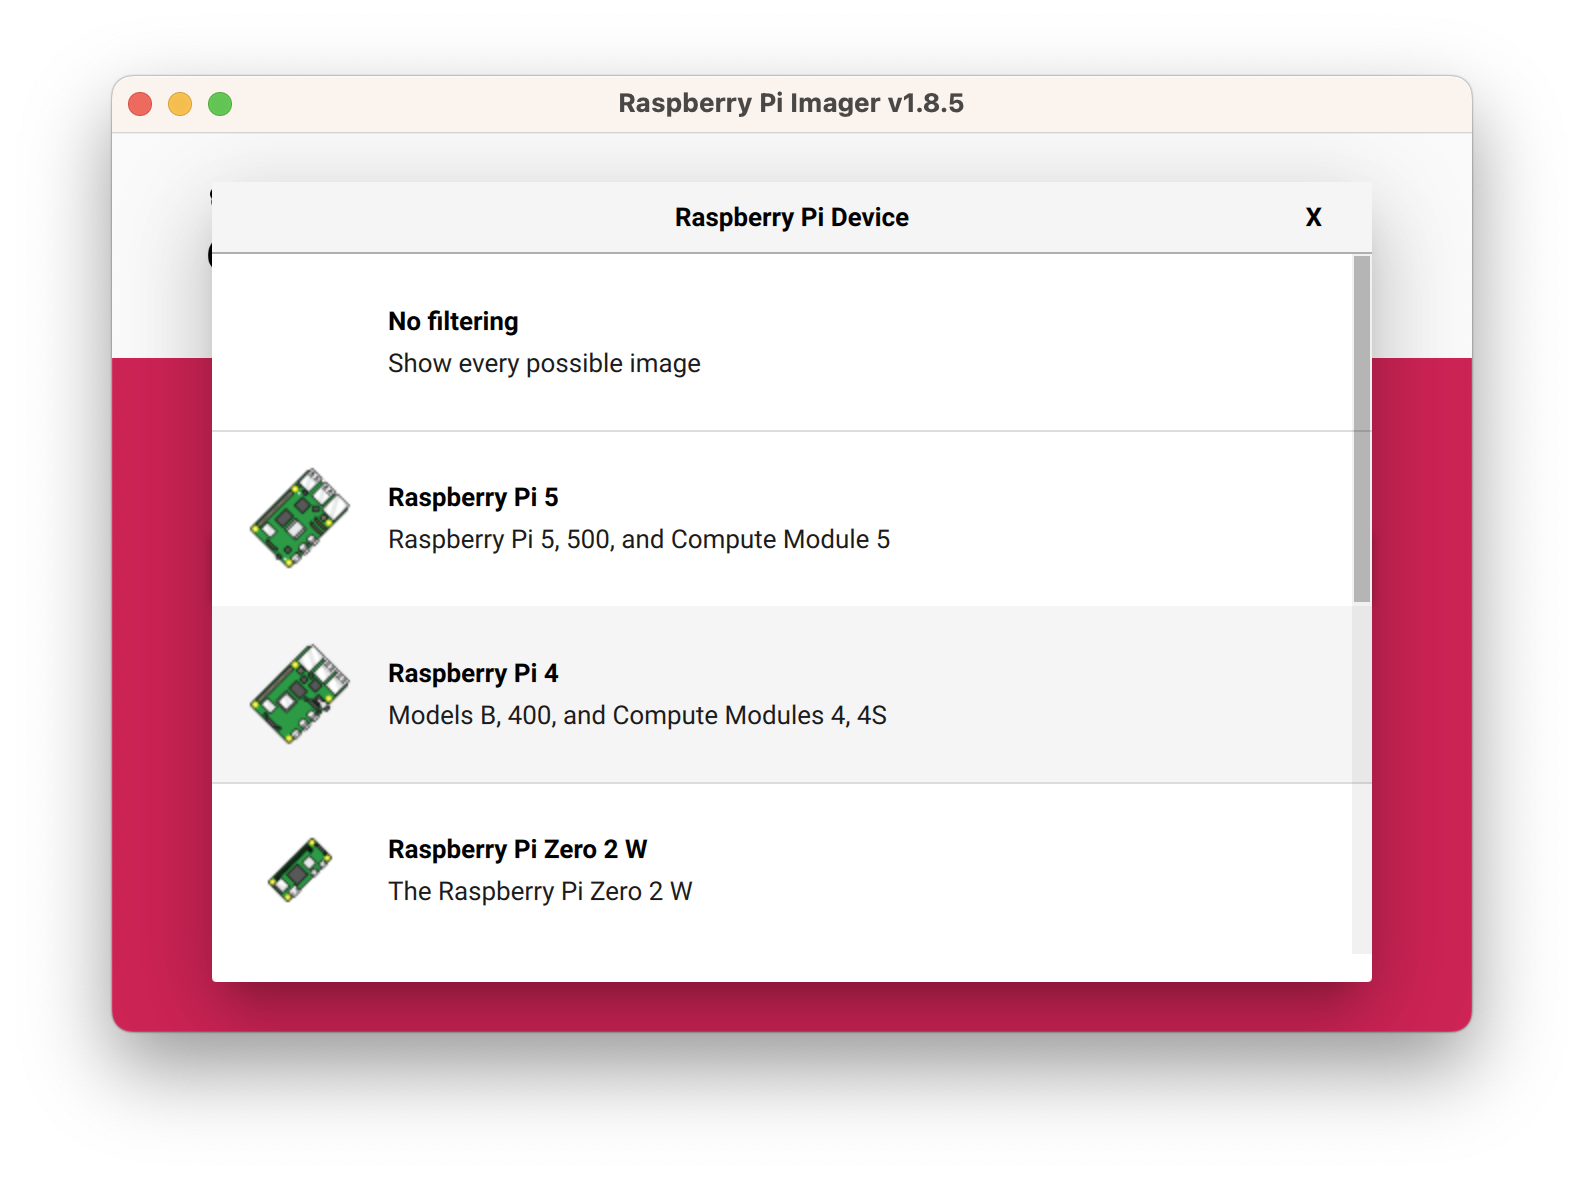 Raspberry Pi Imager v1.8.5
Raspberry Pi Device
X
No filtering
Show every possible image
Raspberry Pi 5
Raspberry Pi 5, 500, and Compute Module 5
Raspberry Pi 4
Models B, 400, and Compute Modules 4, 4S
Raspberry Pi Zero 2 W
The Raspberry Pi Zero 2 W